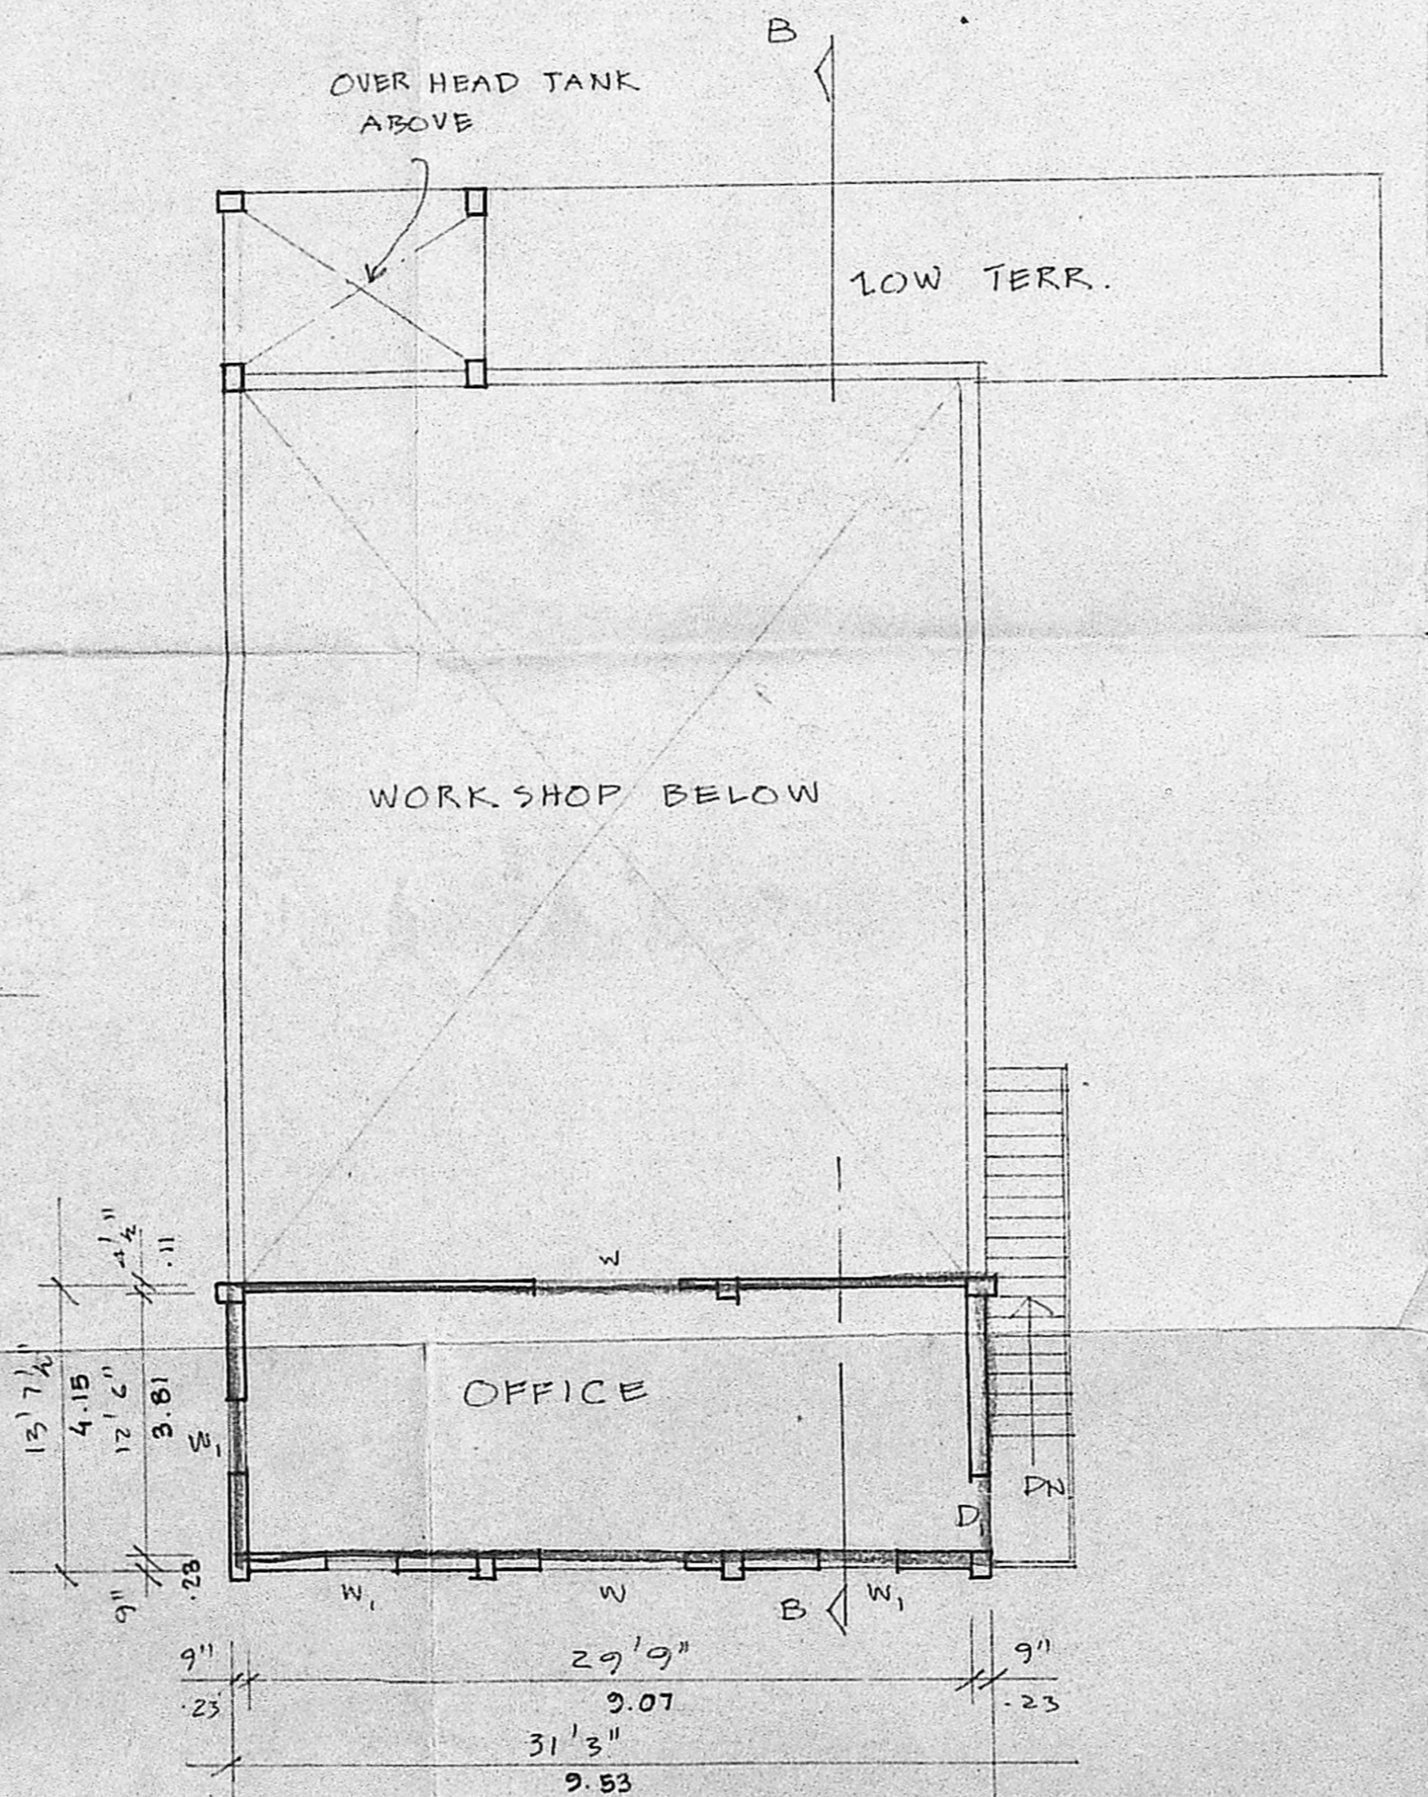 B
OVER HEAD TANK
ABOVE
LOW TERR.
WORK SHOP BELOW
4½"
.11
W
13' 7½"
4.15
12' 6"
3.81
W1
OFFICE
DN
D
9"
.23
W1
W
B
W1
9"
29'9"
9"
.23
9.07
.23
31'3"
9.53